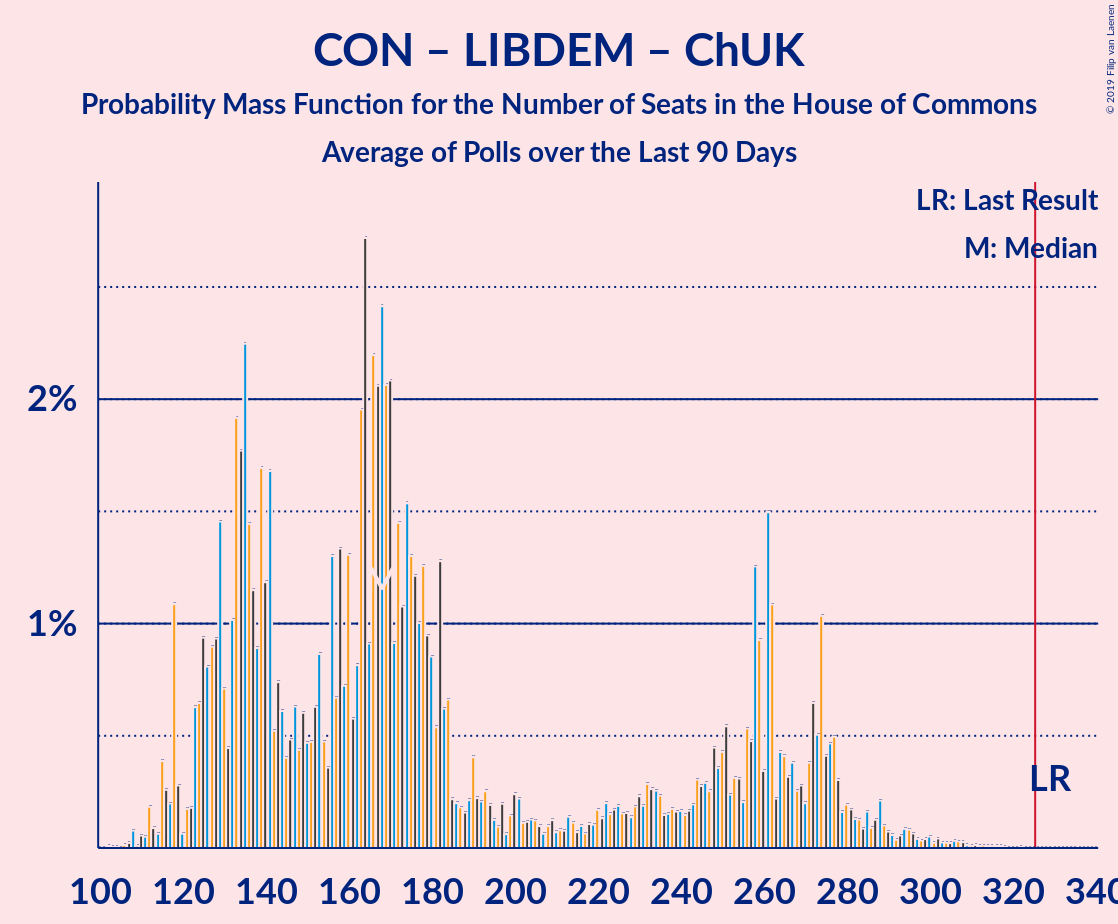 CON – LIBDEM – ChUK
Probability Mass Function for the Number of Seats in the House of Commons
Average of Polls over the Last 90 Days
© 2019 Filip van Laenen
LR: Last Result
M: Median
2%
1%
LR
100 120 140 160 180 200 220 240 260 280 300 320 340